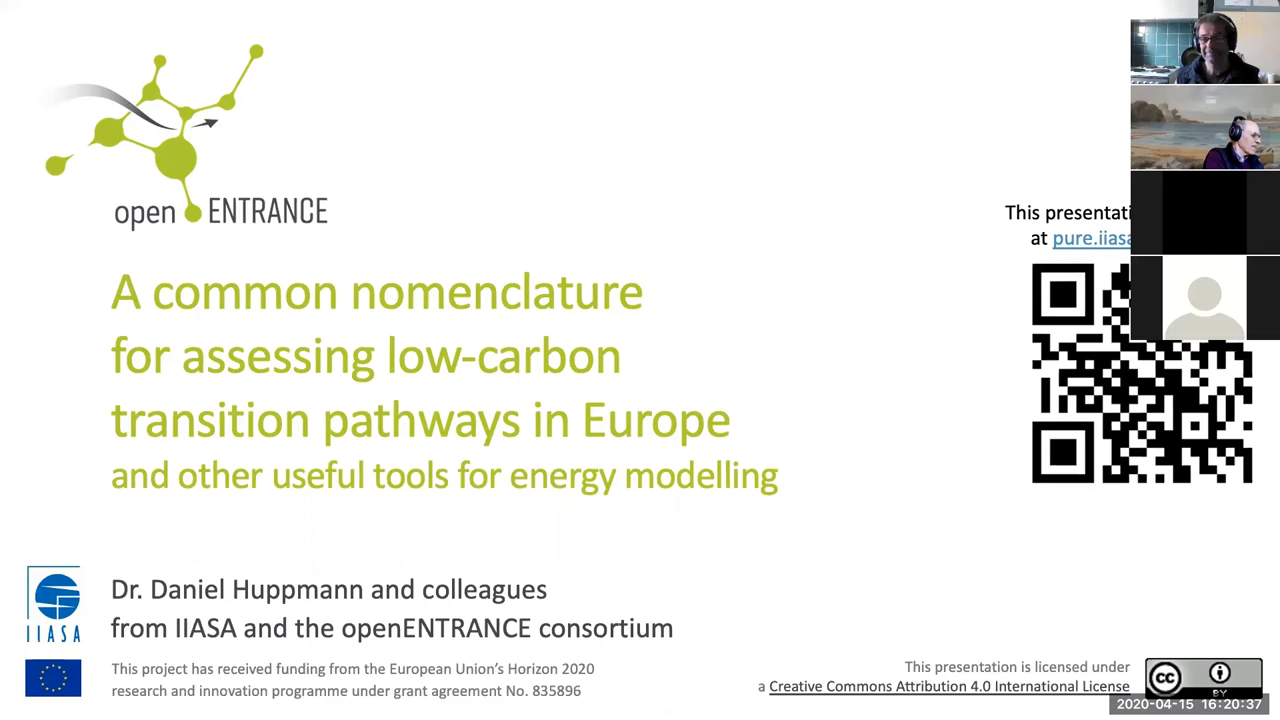 open ENTRANCE
This presentati
at pure.iiasa
A common nomenclature
for assessing low-carbon
transition pathways in Europe
and other useful tools for energy modelling
Dr. Daniel Huppmann and colleagues
from IIASA and the openENTRANCE consortium
IIASA
This project has received funding from the European Union's Horizon 2020
research and innovation programme under grant agreement No. 835896
This presentation is licensed under
a Creative Commons Attribution 4.0 International License
cc
BY
2020-04-15 16:20:37